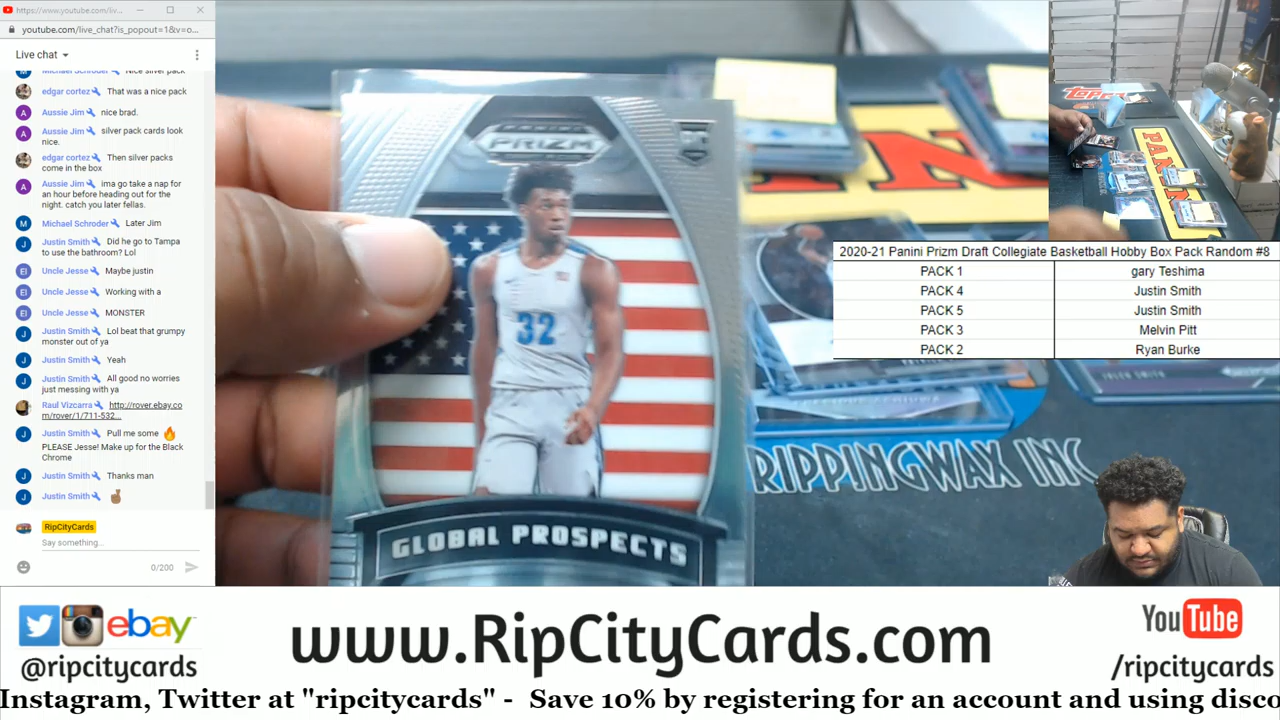 https://www.youtube.com/liv...
youtube.com/live_chat?is_popout=1&v=o...
Live chat
Michael Schroder Nice silver pack
edgar cortez That was a nice pack
Aussie Jim nice brad.
Aussie Jim silver pack cards look
nice.
edgar cortez Then silver packs
come in the box
Aussie Jim ima go take a nap for
an hour before heading out for the
night. catch you later fellas.
Michael Schroder Later Jim
Justin Smith Did he go to Tampa
to use the bathroom? Lol
Uncle Jesse Maybe justin
Uncle Jesse Working with a
Uncle Jesse MONSTER
Justin Smith Lol beat that grumpy
monster out of ya
Justin Smith Yeah
Justin Smith All good no worries
just messing with ya
Raul Vizcarra http://rover.ebay.co
m/rover/1/711-532...
Justin Smith Pull me some 🔥
PLEASE Jesse! Make up for the Black
Chrome
Justin Smith Thanks man
Justin Smith 🤞🏾
RipCityCards
Say something...
0/200
PANINI
PRIZM
32
GLOBAL PROSPECTS
RIPPINGWAX INC
Topps
PANINI
2020-21 Panini Prizm Draft Collegiate Basketball Hobby Box Pack Random #8
PACK 1 gary Teshima
PACK 4 Justin Smith
PACK 5 Justin Smith
PACK 3 Melvin Pitt
PACK 2 Ryan Burke
ebay
@ripcitycards
www.RipCityCards.com
YouTube
/ripcitycards
Instagram, Twitter at "ripcitycards" - Save 10% by registering for an account and using disco